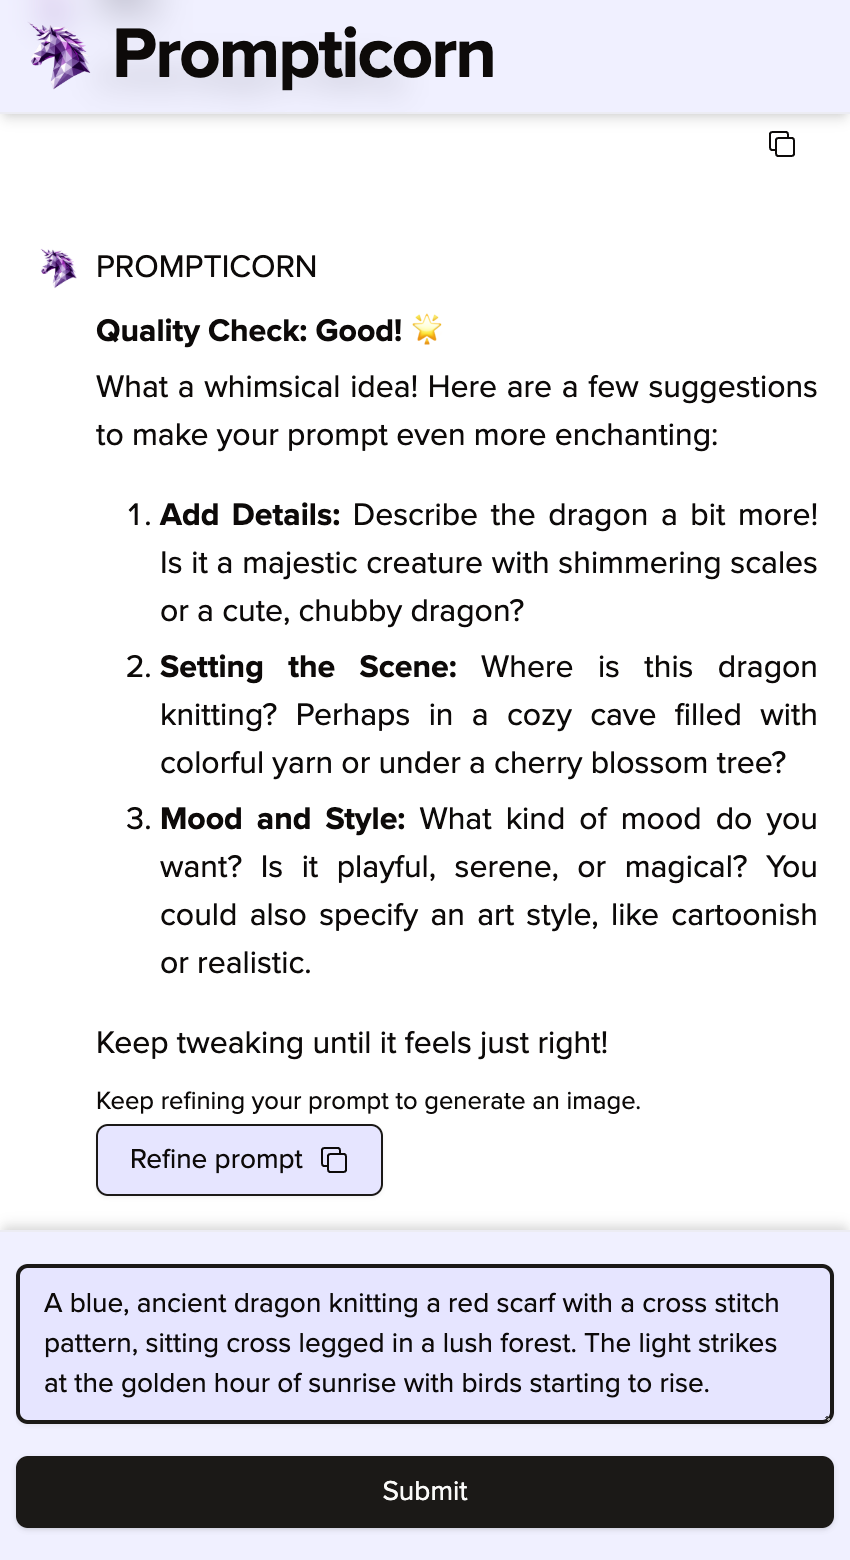 Prompticorn
PROMPTICORN
Quality Check: Good! 🌟
What a whimsical idea! Here are a few suggestions
to make your prompt even more enchanting:
1. Add Details: Describe the dragon a bit more!
Is it a majestic creature with shimmering scales
or a cute, chubby dragon?
2. Setting the Scene: Where is this dragon
knitting? Perhaps in a cozy cave filled with
colorful yarn or under a cherry blossom tree?
3. Mood and Style: What kind of mood do you
want? Is it playful, serene, or magical? You
could also specify an art style, like cartoonish
or realistic.
Keep tweaking until it feels just right!
Keep refining your prompt to generate an image.
Refine prompt
A blue, ancient dragon knitting a red scarf with a cross stitch
pattern, sitting cross legged in a lush forest. The light strikes
at the golden hour of sunrise with birds starting to rise.
Submit